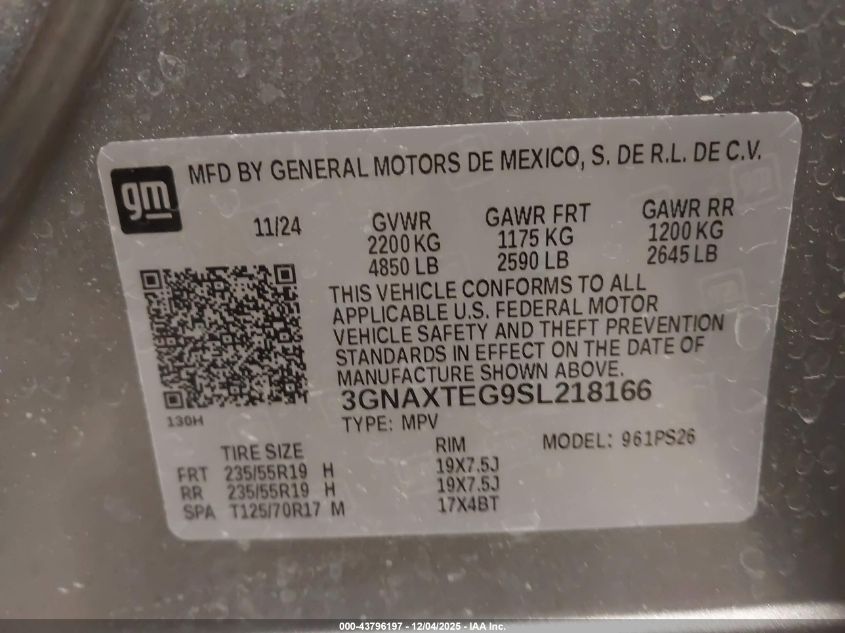 gm
MFD BY GENERAL MOTORS DE MEXICO, S. DE R.L. DE C.V.
11/24
GVWR
2200 KG
4850 LB
GAWR FRT
1175 KG
2590 LB
GAWR RR
1200 KG
2645 LB
THIS VEHICLE CONFORMS TO ALL
APPLICABLE U.S. FEDERAL MOTOR
VEHICLE SAFETY AND THEFT PREVENTION
STANDARDS IN EFFECT ON THE DATE OF
MANUFACTURE SHOWN ABOVE.
3GNAXTEG9SL218166
130H
TYPE: MPV
MODEL: 961PS26
TIRE SIZE
RIM
FRT 235/55R19 H 19X7.5J
RR 235/55R19 H 19X7.5J
SPA T125/70R17 M 17X4BT
000-43796197 - 12/04/2025 - IAA Inc.